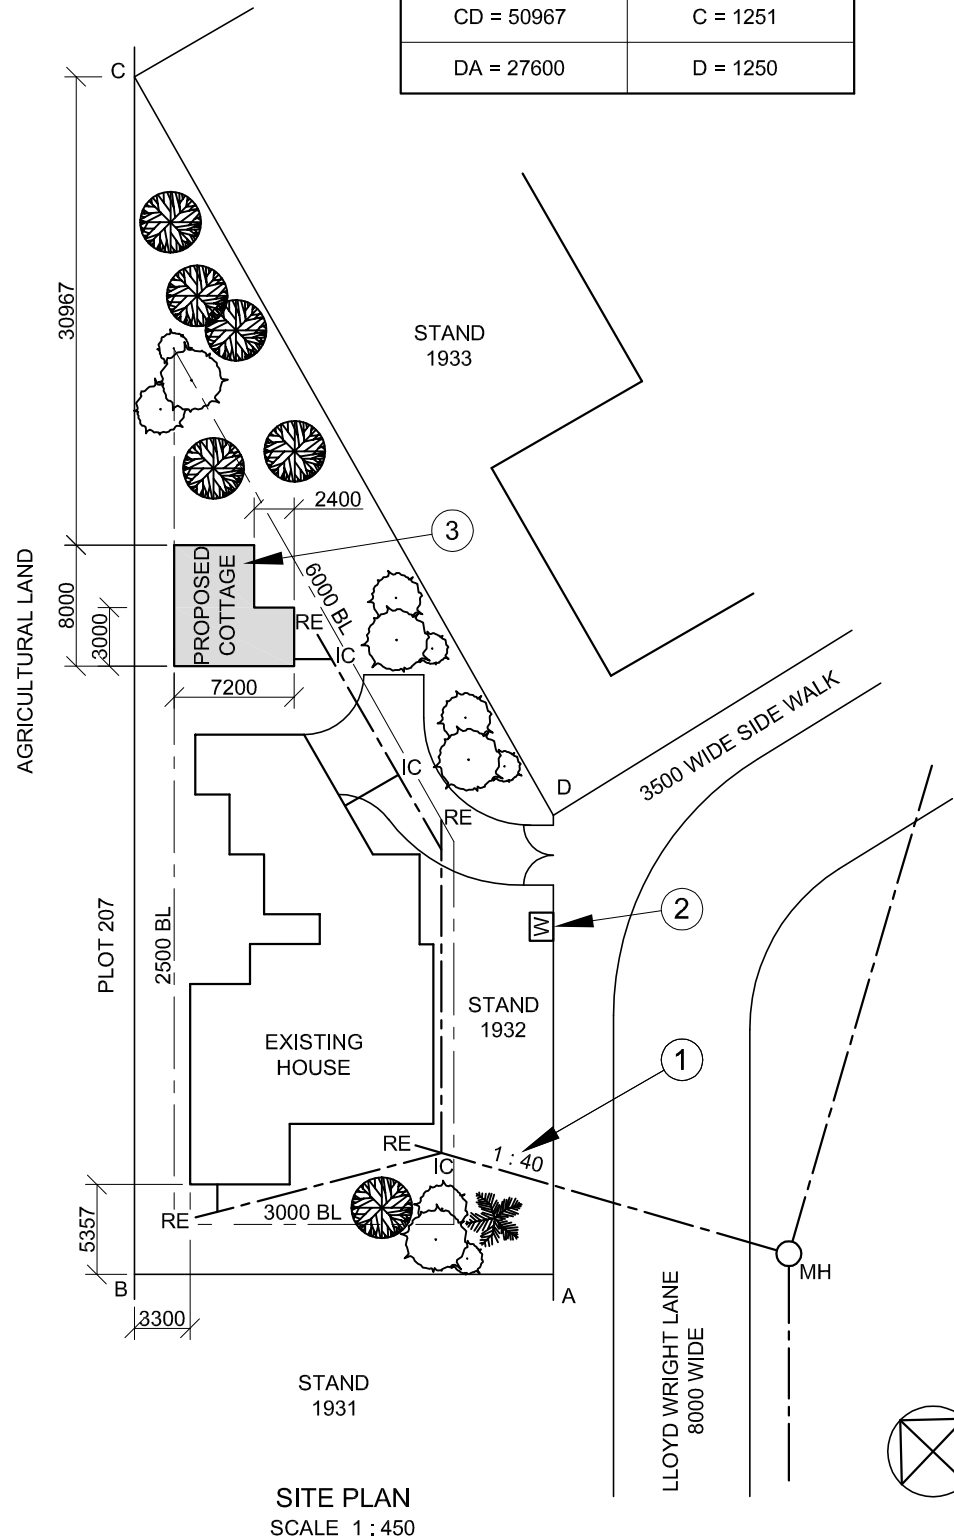 CD = 50967
C = 1251
DA = 27600
D = 1250
C
30967
STAND
1933
2400
3
AGRICULTURAL LAND
8000
3000
PROPOSED
COTTAGE
6000 BL
RE
IC
7200
3500 WIDE SIDE WALK
D
IC
RE
2
W
PLOT 207
2500 BL
STAND
1932
EXISTING
HOUSE
1
RE
IC
1 : 40
5357
RE
3000 BL
MH
B
A
3300
LLOYD WRIGHT LANE
8000 WIDE
STAND
1931
SITE PLAN
SCALE 1 : 450